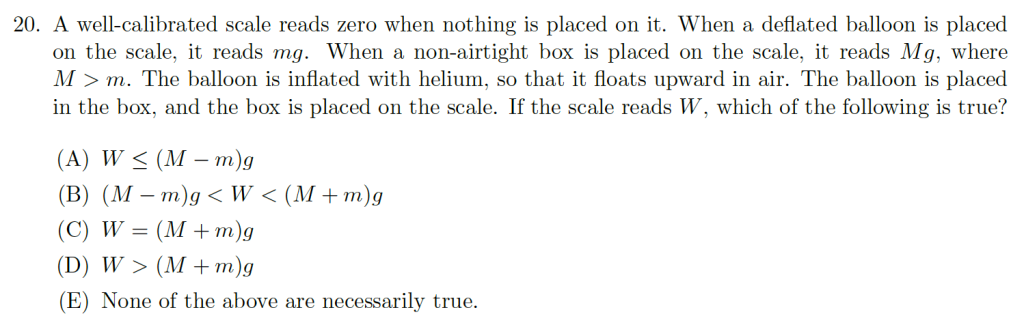 20. A well-calibrated scale reads zero when nothing is placed on it. When a deflated balloon is placed
on the scale, it reads mg. When a non-airtight box is placed on the scale, it reads Mg, where
M > m. The balloon is inflated with helium, so that it floats upward in air. The balloon is placed
in the box, and the box is placed on the scale. If the scale reads W, which of the following is true?
(A) W ≤ (M − m)g
(B) (M − m)g < W < (M + m)g
(C) W = (M + m)g
(D) W > (M + m)g
(E) None of the above are necessarily true.